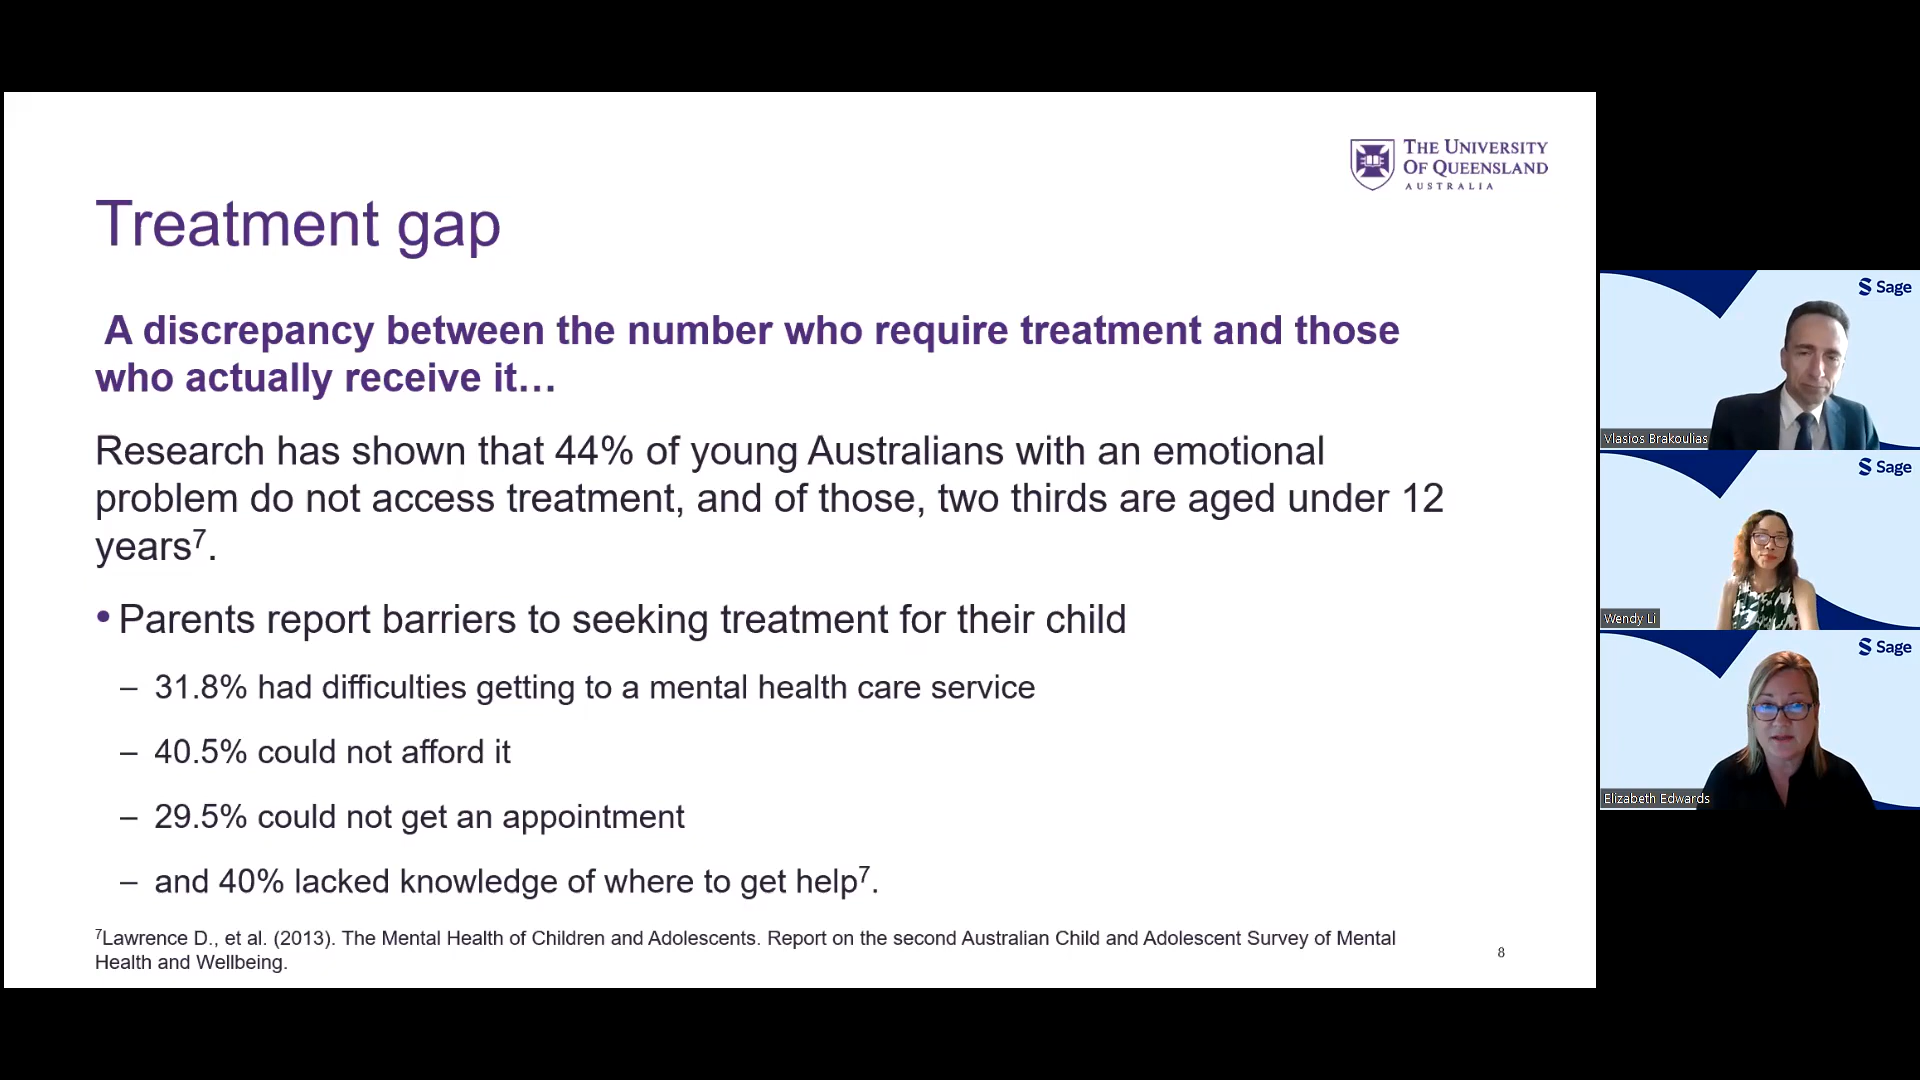 THE UNIVERSITY
OF QUEENSLAND
AUSTRALIA
Treatment gap
A discrepancy between the number who require treatment and those
who actually receive it…
Research has shown that 44% of young Australians with an emotional
problem do not access treatment, and of those, two thirds are aged under 12
years⁷.
• Parents report barriers to seeking treatment for their child
– 31.8% had difficulties getting to a mental health care service
– 40.5% could not afford it
– 29.5% could not get an appointment
– and 40% lacked knowledge of where to get help⁷.
⁷Lawrence D., et al. (2013). The Mental Health of Children and Adolescents. Report on the second Australian Child and Adolescent Survey of Mental
Health and Wellbeing.
8
Sage
Vlasios Brakoulias
Sage
Wendy Li
Sage
Elizabeth Edwards